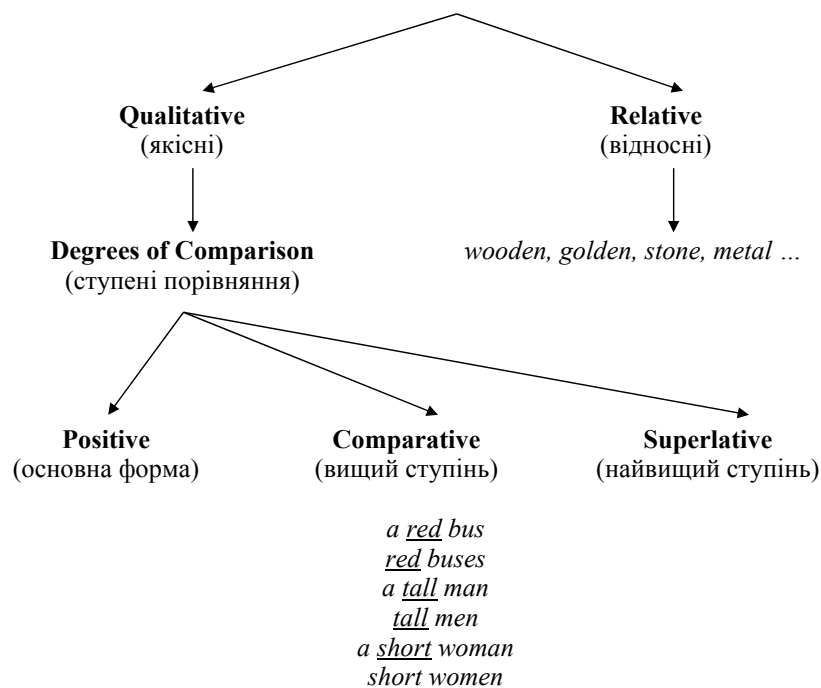 Qualitative Relative
(якісні) (відносні)
Degrees of Comparison wooden, golden, stone, metal …
(ступені порівняння)
Positive Comparative Superlative
(основна форма) (вищий ступінь) (найвищий ступінь)
a red bus
red buses
a tall man
tall men
a short woman
short women